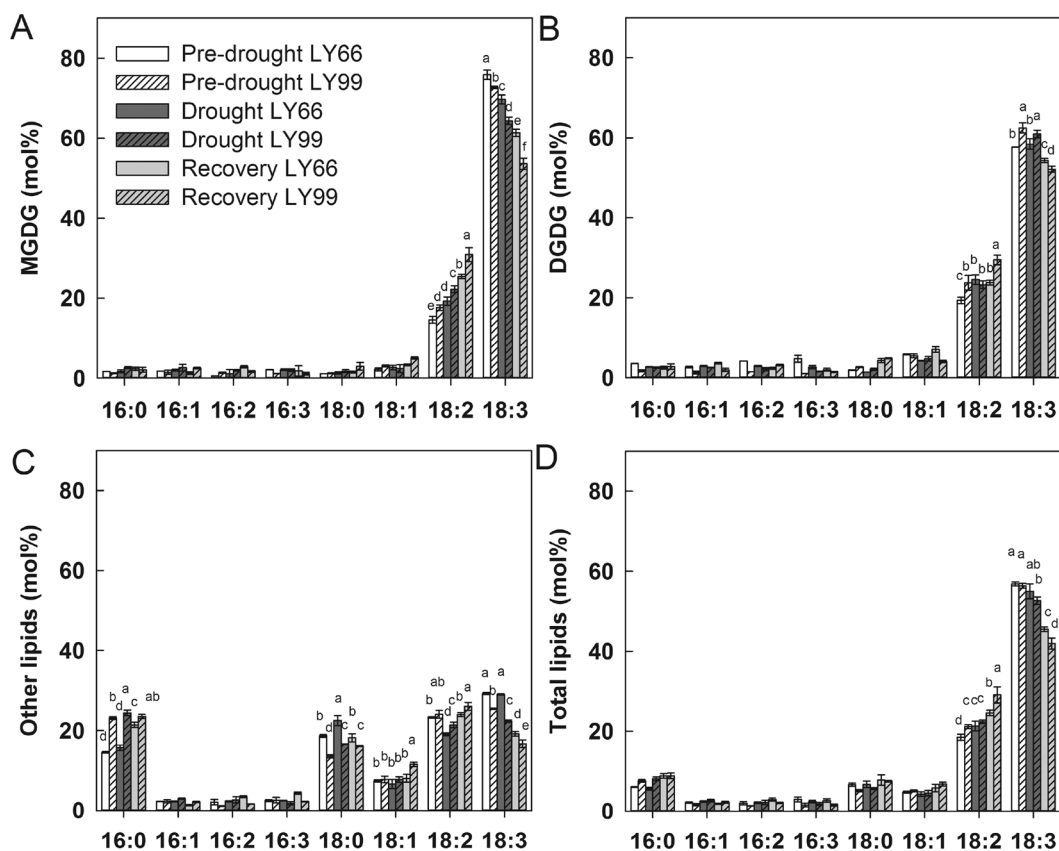 A
MGDG (mol%)
80
60
40
20
0
Pre-drought LY66
Pre-drought LY99
Drought LY66
Drought LY99
Recovery LY66
Recovery LY99
e d d c b a
a b c d e f
16:0 16:1 16:2 16:3 18:0 18:1 18:2 18:3
B
DGDG (mol%)
80
60
40
20
0
c b b b b a
b a b a c d
16:0 16:1 16:2 16:3 18:0 18:1 18:2 18:3
C
Other lipids (mol%)
80
60
40
20
0
d b d a c ab
b d a c b c
b b b b b a
b ab d c b a
a b a c d e
16:0 16:1 16:2 16:3 18:0 18:1 18:2 18:3
D
Total lipids (mol%)
80
60
40
20
0
d c c c b a
a a ab b c d
16:0 16:1 16:2 16:3 18:0 18:1 18:2 18:3